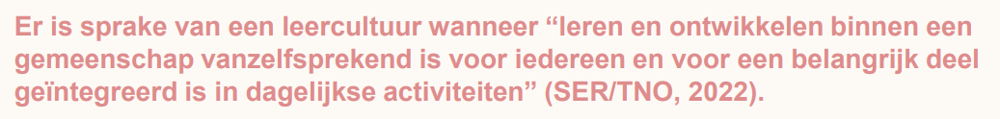 Er is sprake van een leercultuur wanneer “leren en ontwikkelen binnen een
gemeenschap vanzelfsprekend is voor iedereen en voor een belangrijk deel
geïntegreerd is in dagelijkse activiteiten” (SER/TNO, 2022).